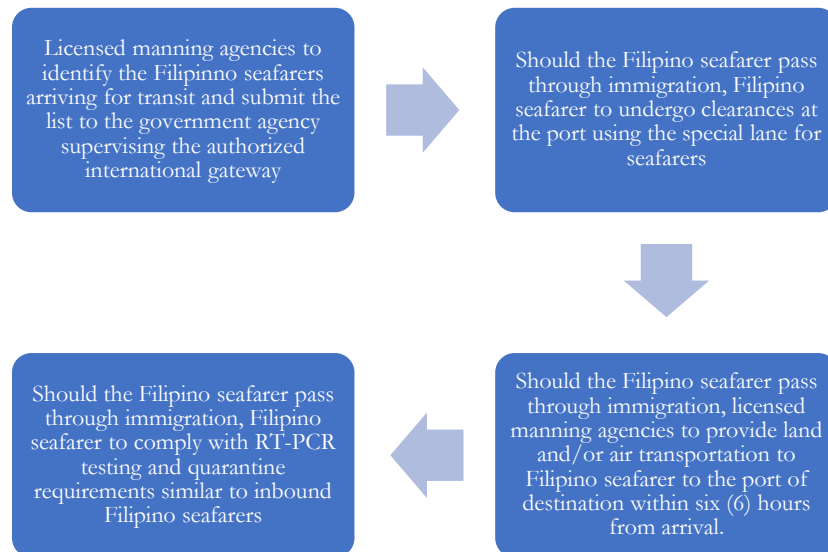 Licensed manning agencies to
identify the Filipinno seafarers
arriving for transit and submit the
list to the government agency
supervising the authorized
international gateway
Should the Filipino seafarer pass
through immigration, Filipino
seafarer to undergo clearances at
the port using the special lane for
seafarers
Should the Filipino seafarer pass
through immigration, licensed
manning agencies to provide land
and/or air transportation to
Filipino seafarer to the port of
destination within six (6) hours
from arrival.
Should the Filipino seafarer pass
through immigration, Filipino
seafarer to comply with RT-PCR
testing and quarantine
requirements similar to inbound
Filipino seafarers